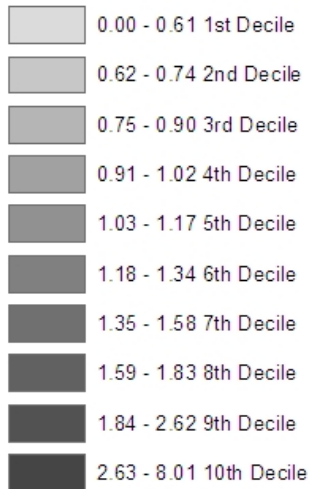 0.00 - 0.61 1st Decile
0.62 - 0.74 2nd Decile
0.75 - 0.90 3rd Decile
0.91 - 1.02 4th Decile
1.03 - 1.17 5th Decile
1.18 - 1.34 6th Decile
1.35 - 1.58 7th Decile
1.59 - 1.83 8th Decile
1.84 - 2.62 9th Decile
2.63 - 8.01 10th Decile